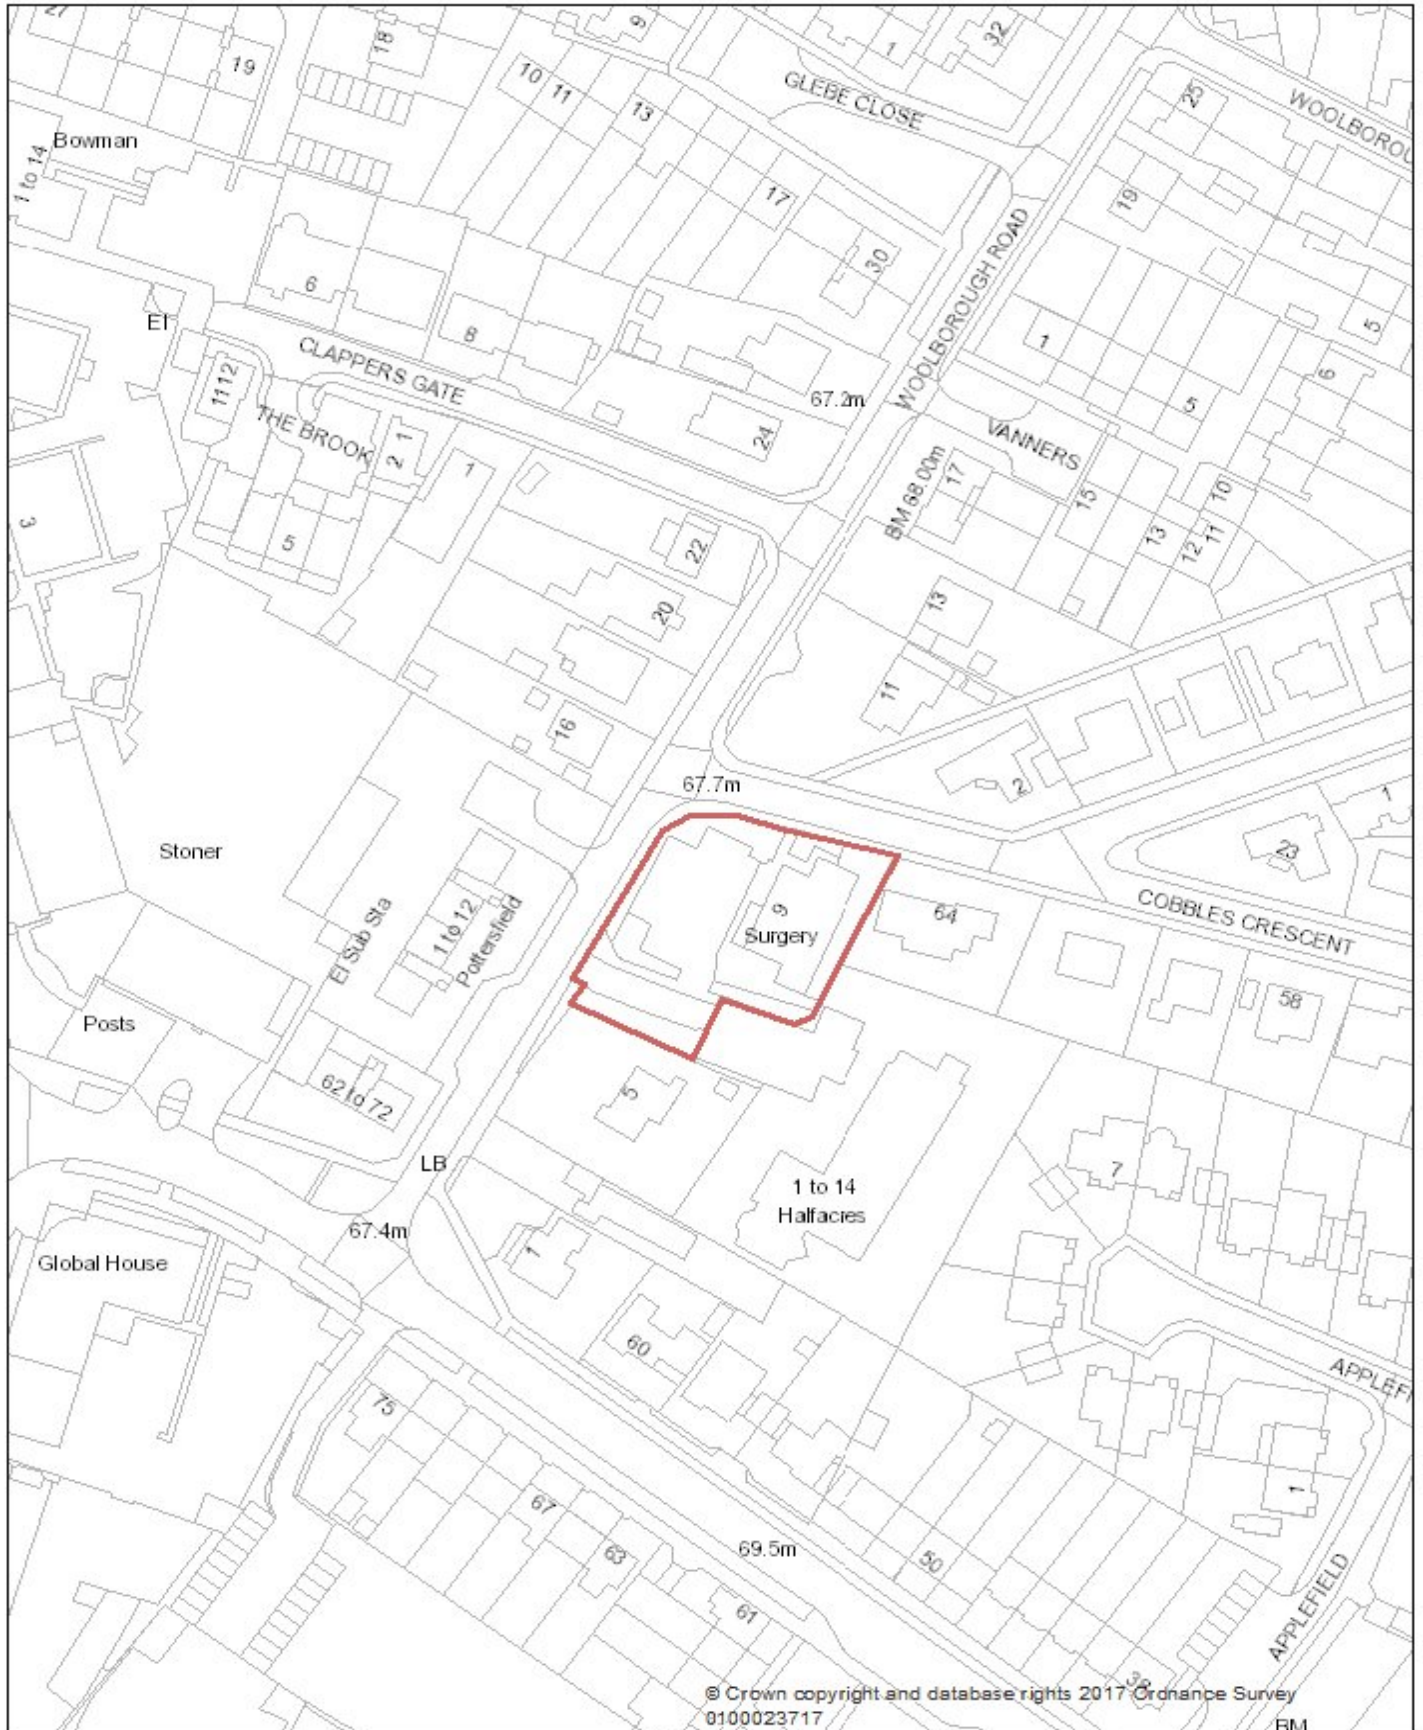 27
19
18
9
1
32
10
11
13
GLEBE CLOSE
25
WOOLBOROU
Bowman
1 to 14
17
19
30
WOOLBOROUGH ROAD
6
El
8
CLAPPERS GATE
1
5
6
1112
THE BROOK
2 1
1
67.2m
24
VANNERS
5
3
5
22
BM 68.00m
17
15
10
11
12
13
20
13
11
16
67.7m
2
1
23
Stoner
El Sub Sta
1 to 12
Pottersfield
9
Surgery
64
COBBLES CRESCENT
58
Posts
62 to 72
5
LB
7
1 to 14
Halfacres
67.4m
Global House
1
60
APPLEFI
75
67
63
69.5m
50
1
61
APPLEFIELD
38
© Crown copyright and database rights 2017 Ordnance Survey
0100023717
BM